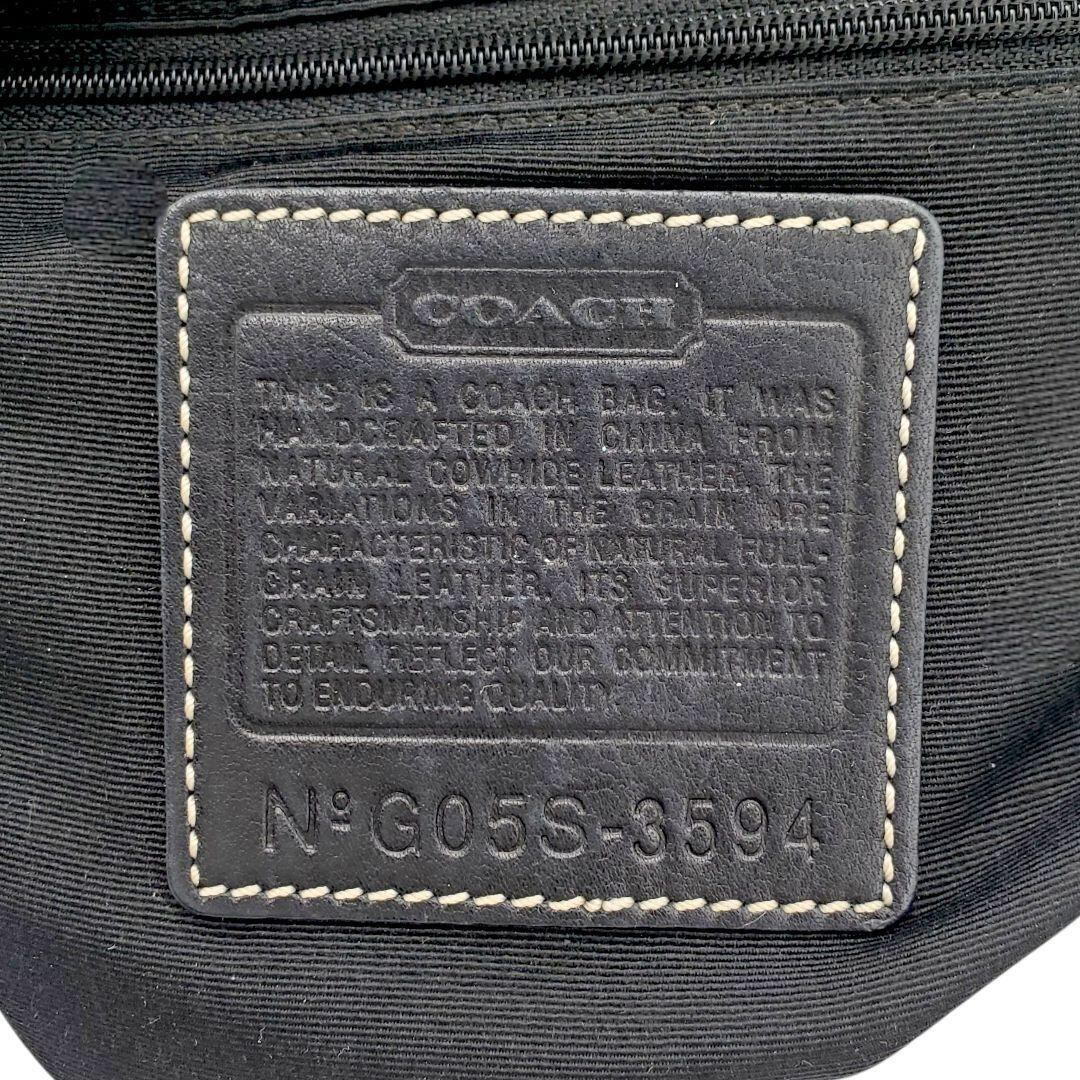 COACH
THIS IS A COACH BAG. IT WAS
HANDCRAFTED IN CHINA FROM
NATURAL COWHIDE LEATHER. THE
VARIATIONS IN THE GRAIN ARE
CHARACTERISTIC OF NATURAL FULL-
GRAIN LEATHER. ITS SUPERIOR
CRAFTSMANSHIP AND ATTENTION TO
DETAIL REFLECT OUR COMMITMENT
TO ENDURING QUALITY.
Nº G05S-3594